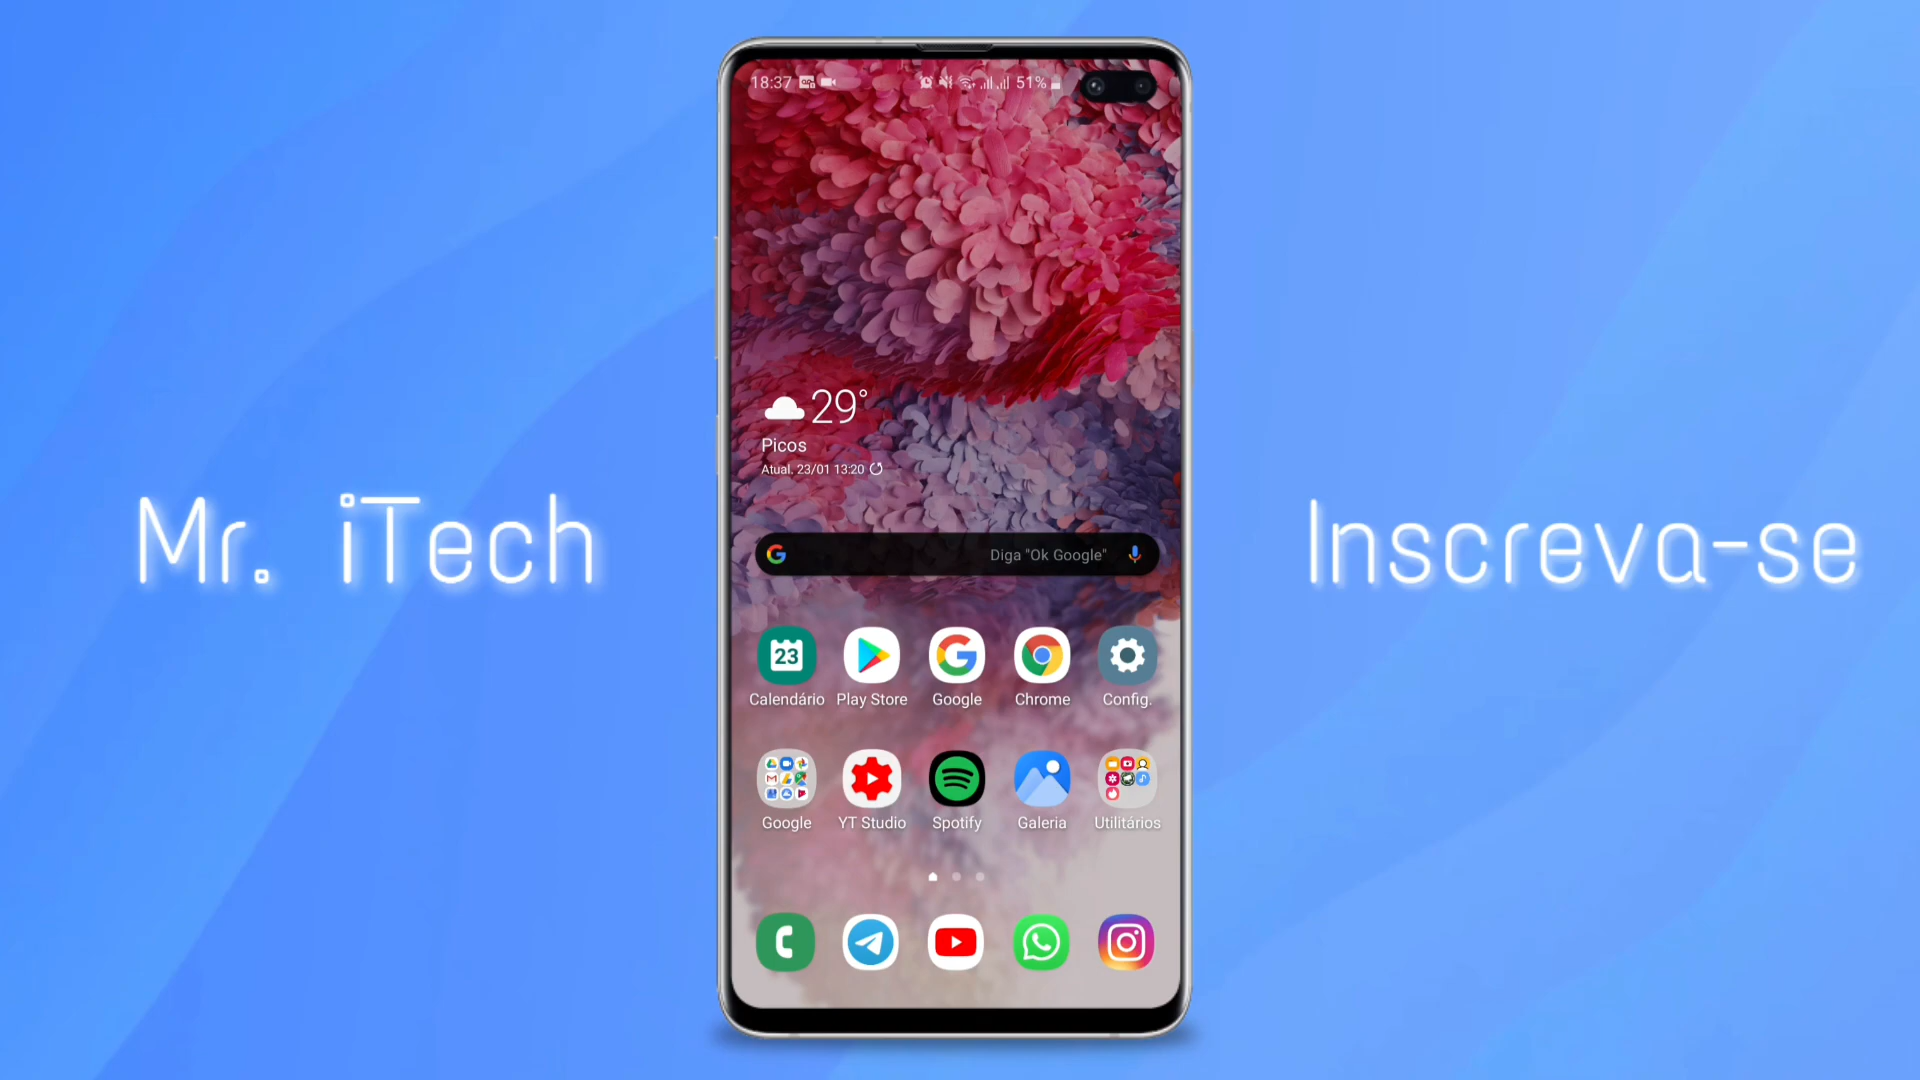 18:37 51%
29°
Picos
Atual. 23/01 13:20
Mr. iTech
Inscreva-se
Diga "Ok Google"
23
Calendário Play Store Google Chrome Config.
Google YT Studio Spotify Galeria Utilitários